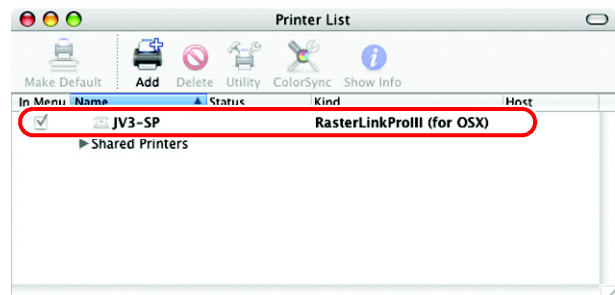 Printer List
Make Default Add Delete Utility ColorSync Show Info
In Menu Name Status Kind Host
JV3-SP RasterLinkProIII (for OSX)
Shared Printers